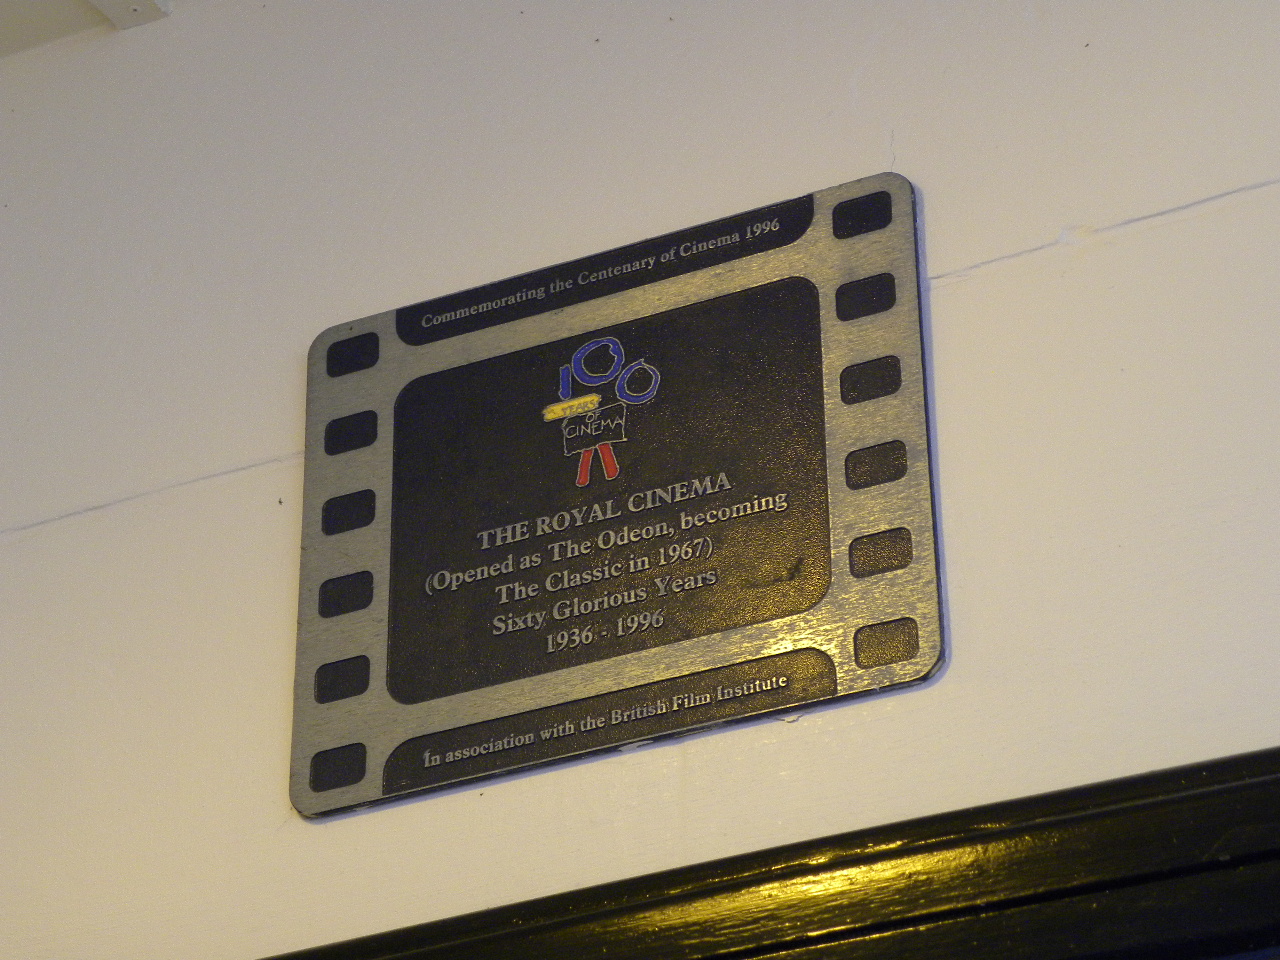 Commemorating the Centenary of Cinema 1996
100
YEARS
OF
CINEMA
THE ROYAL CINEMA
(Opened as The Odeon, becoming
The Classic in 1967)
Sixty Glorious Years
1936 - 1996
In association with the British Film Institute